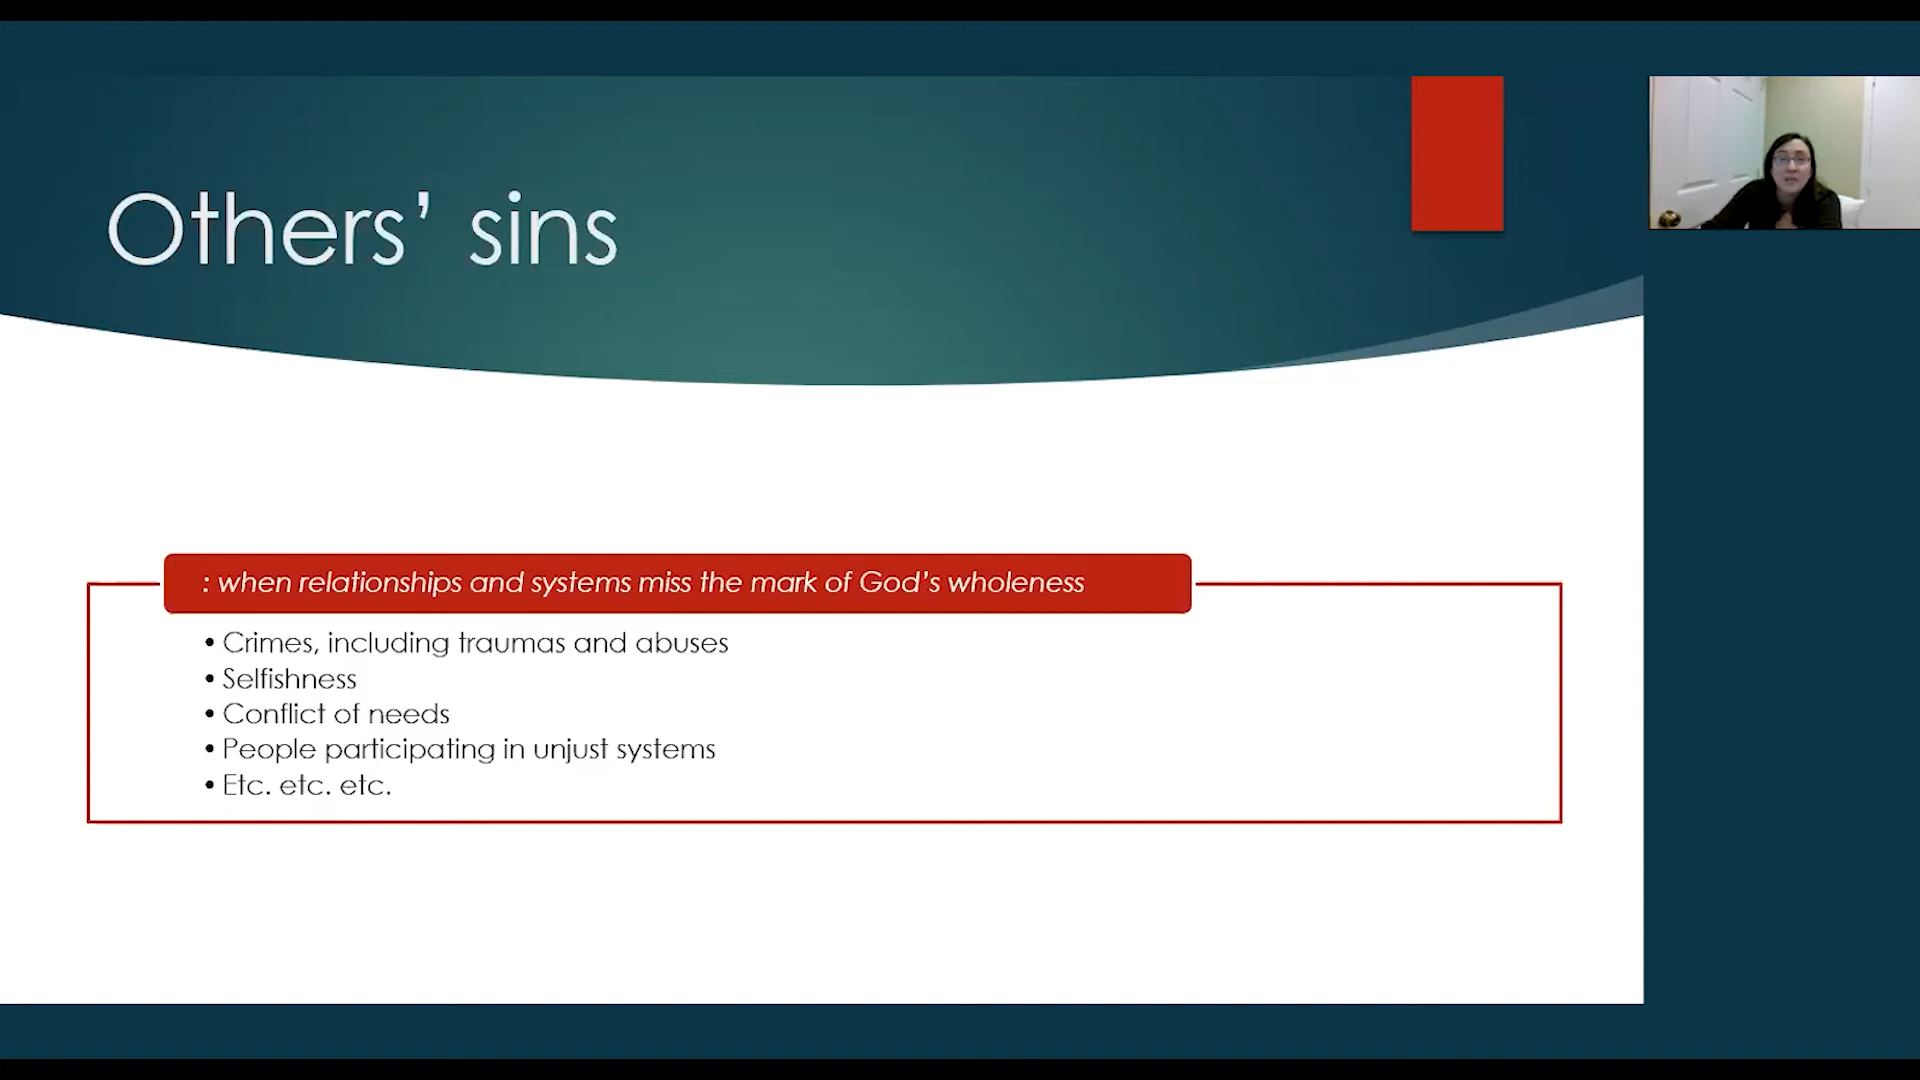 Others’ sins
: when relationships and systems miss the mark of God’s wholeness
• Crimes, including traumas and abuses
• Selfishness
• Conflict of needs
• People participating in unjust systems
• Etc. etc. etc.